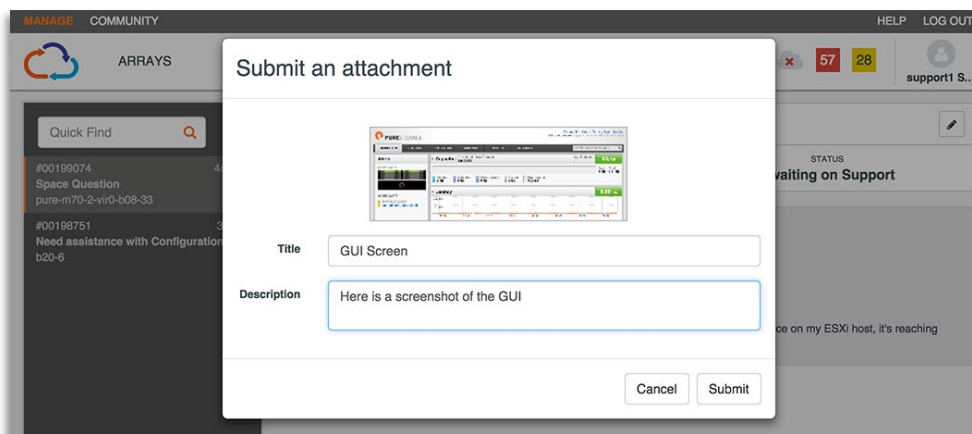 MANAGE COMMUNITY HELP LOG OUT
ARRAYS
57 28
support1 S..
Submit an attachment
Quick Find
#00199074
Space Question
pure-m70-2-vir0-b08-33
#00198751 3
Need assistance with Configuration
b20-6
STATUS
waiting on Support
PURE
Title GUI Screen
Description Here is a screenshot of the GUI
ce on my ESXi host, it's reaching
Cancel Submit